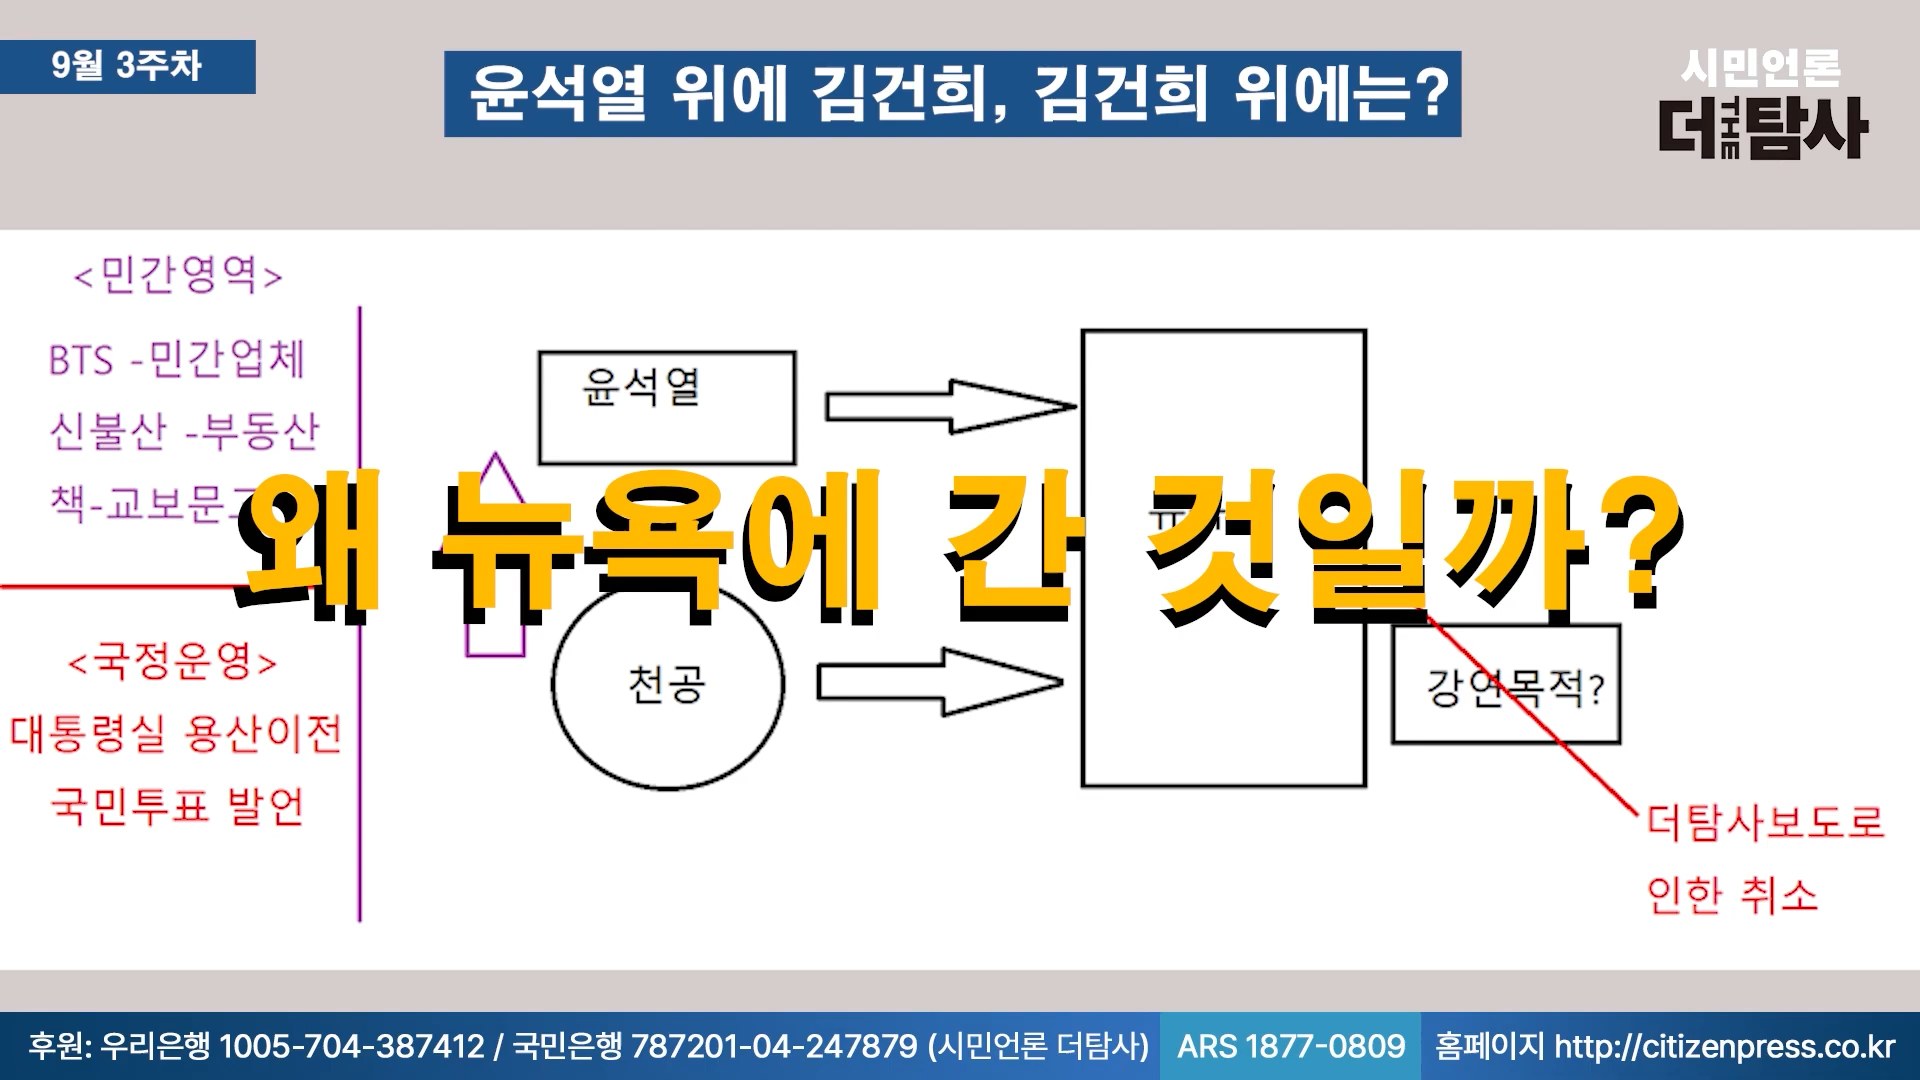 9월 3주차
윤석열 위에 김건희, 김건희 위에는?
시민언론
더THE탐사
<민간영역>
BTS -민간업체
신불산 -부동산
책-교보문고
윤석열
왜 뉴욕에 간 것일까?
천공
강연목적?
<국정운영>
대통령실 용산이전
국민투표 발언
더탐사보도로
인한 취소
후원: 우리은행 1005-704-387412 / 국민은행 787201-04-247879 (시민언론 더탐사)
ARS 1877-0809
홈페이지 http://citizenpress.co.kr